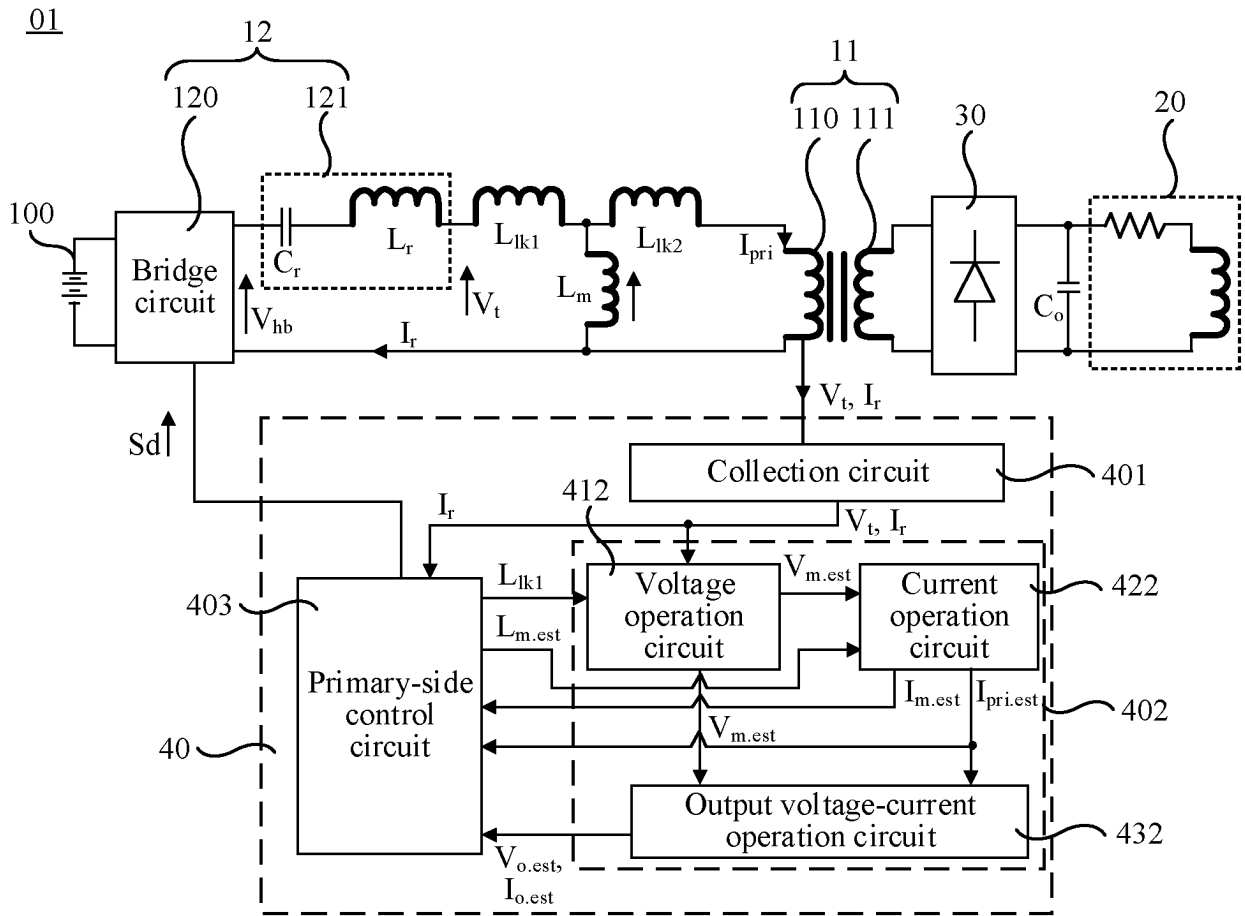 01
12
120
121
11
110
111
30
20
100
Bridge
circuit
Cr
Lr
Llk1
Llk2
Lm
Ipri
Vhb
Vt
Ir
Co
Vt, Ir
Sd
Collection circuit
401
412
Ir
Vt, Ir
403
Llk1
Voltage
operation
circuit
Vm.est
Current
operation
circuit
422
Lm.est
Primary-side
control
circuit
Im.est
Ipri.est
402
Vm.est
40
Output voltage-current
operation circuit
432
Vo.est,
Io.est